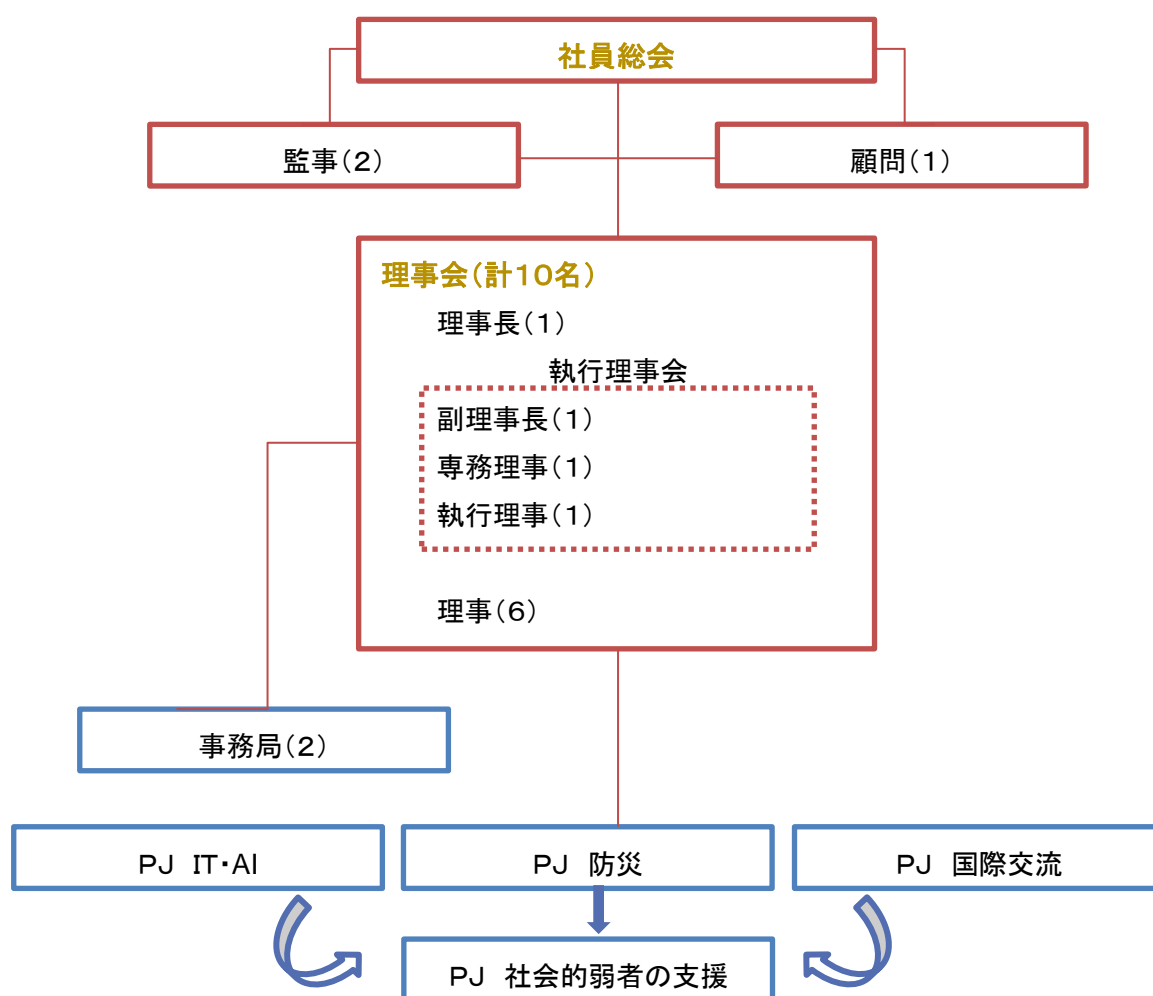 社員総会
監事(2)
顧問(1)
理事会(計10名)
理事長(1)
執行理事会
副理事長(1)
専務理事(1)
執行理事(1)
理事(6)
事務局(2)
PJ IT・AI
PJ 防災
PJ 国際交流
PJ 社会的弱者の支援